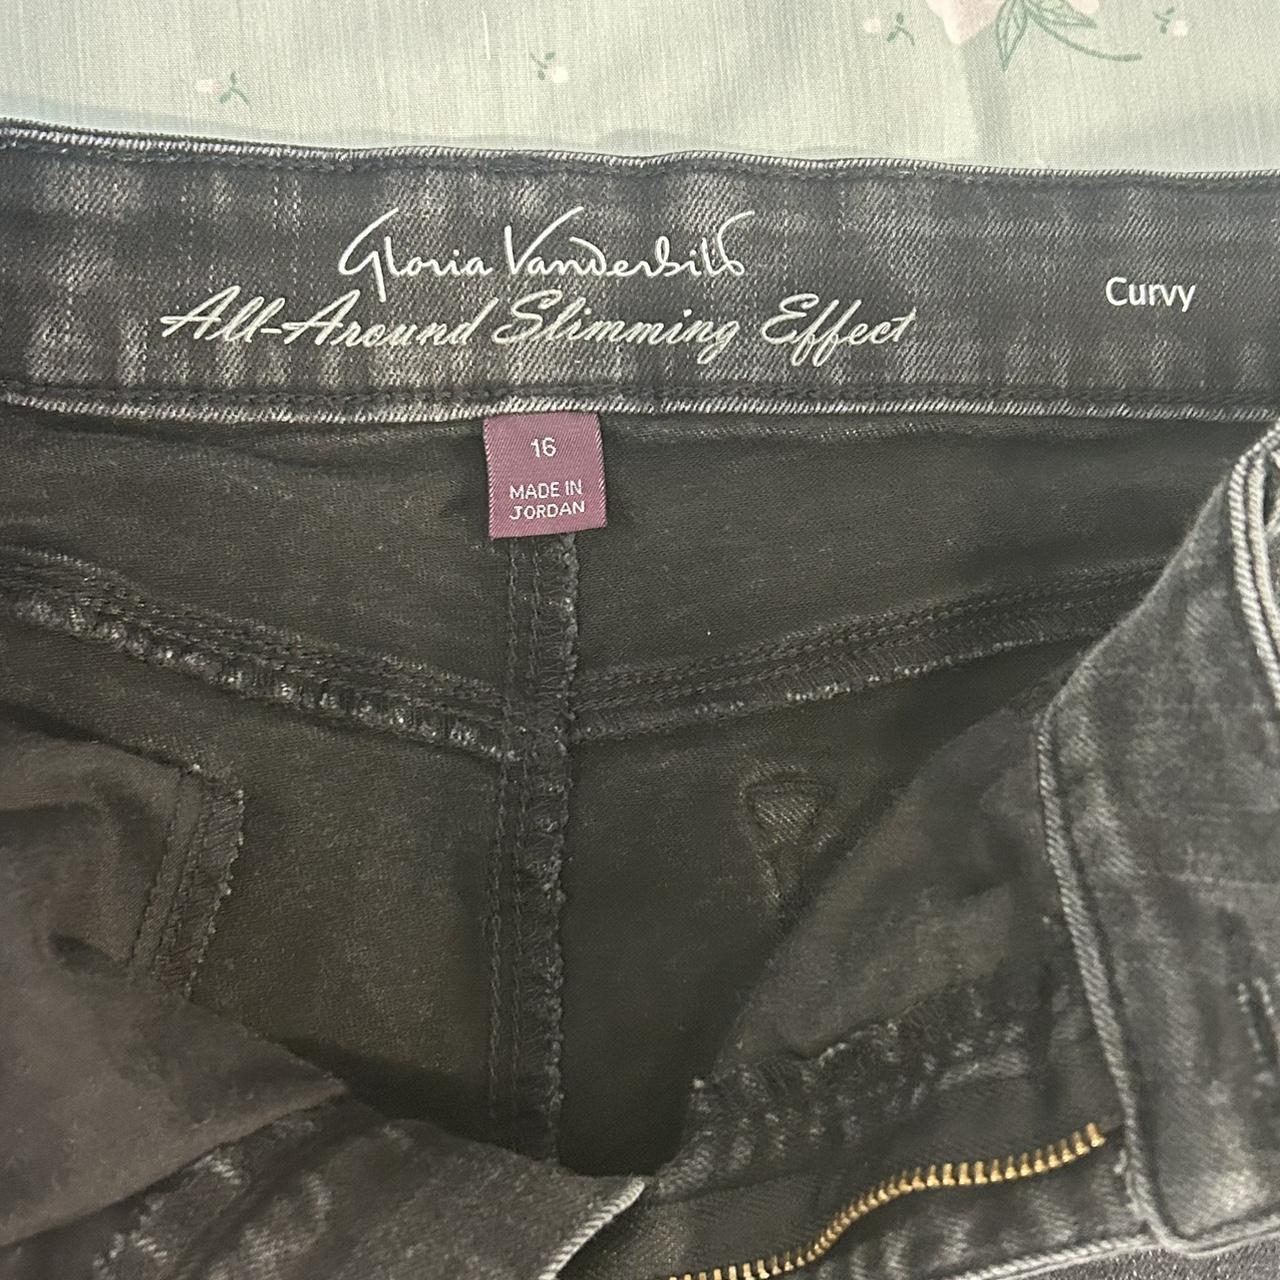 Gloria Vanderbilt
All-Around Slimming Effect
Curvy
16
MADE IN
JORDAN